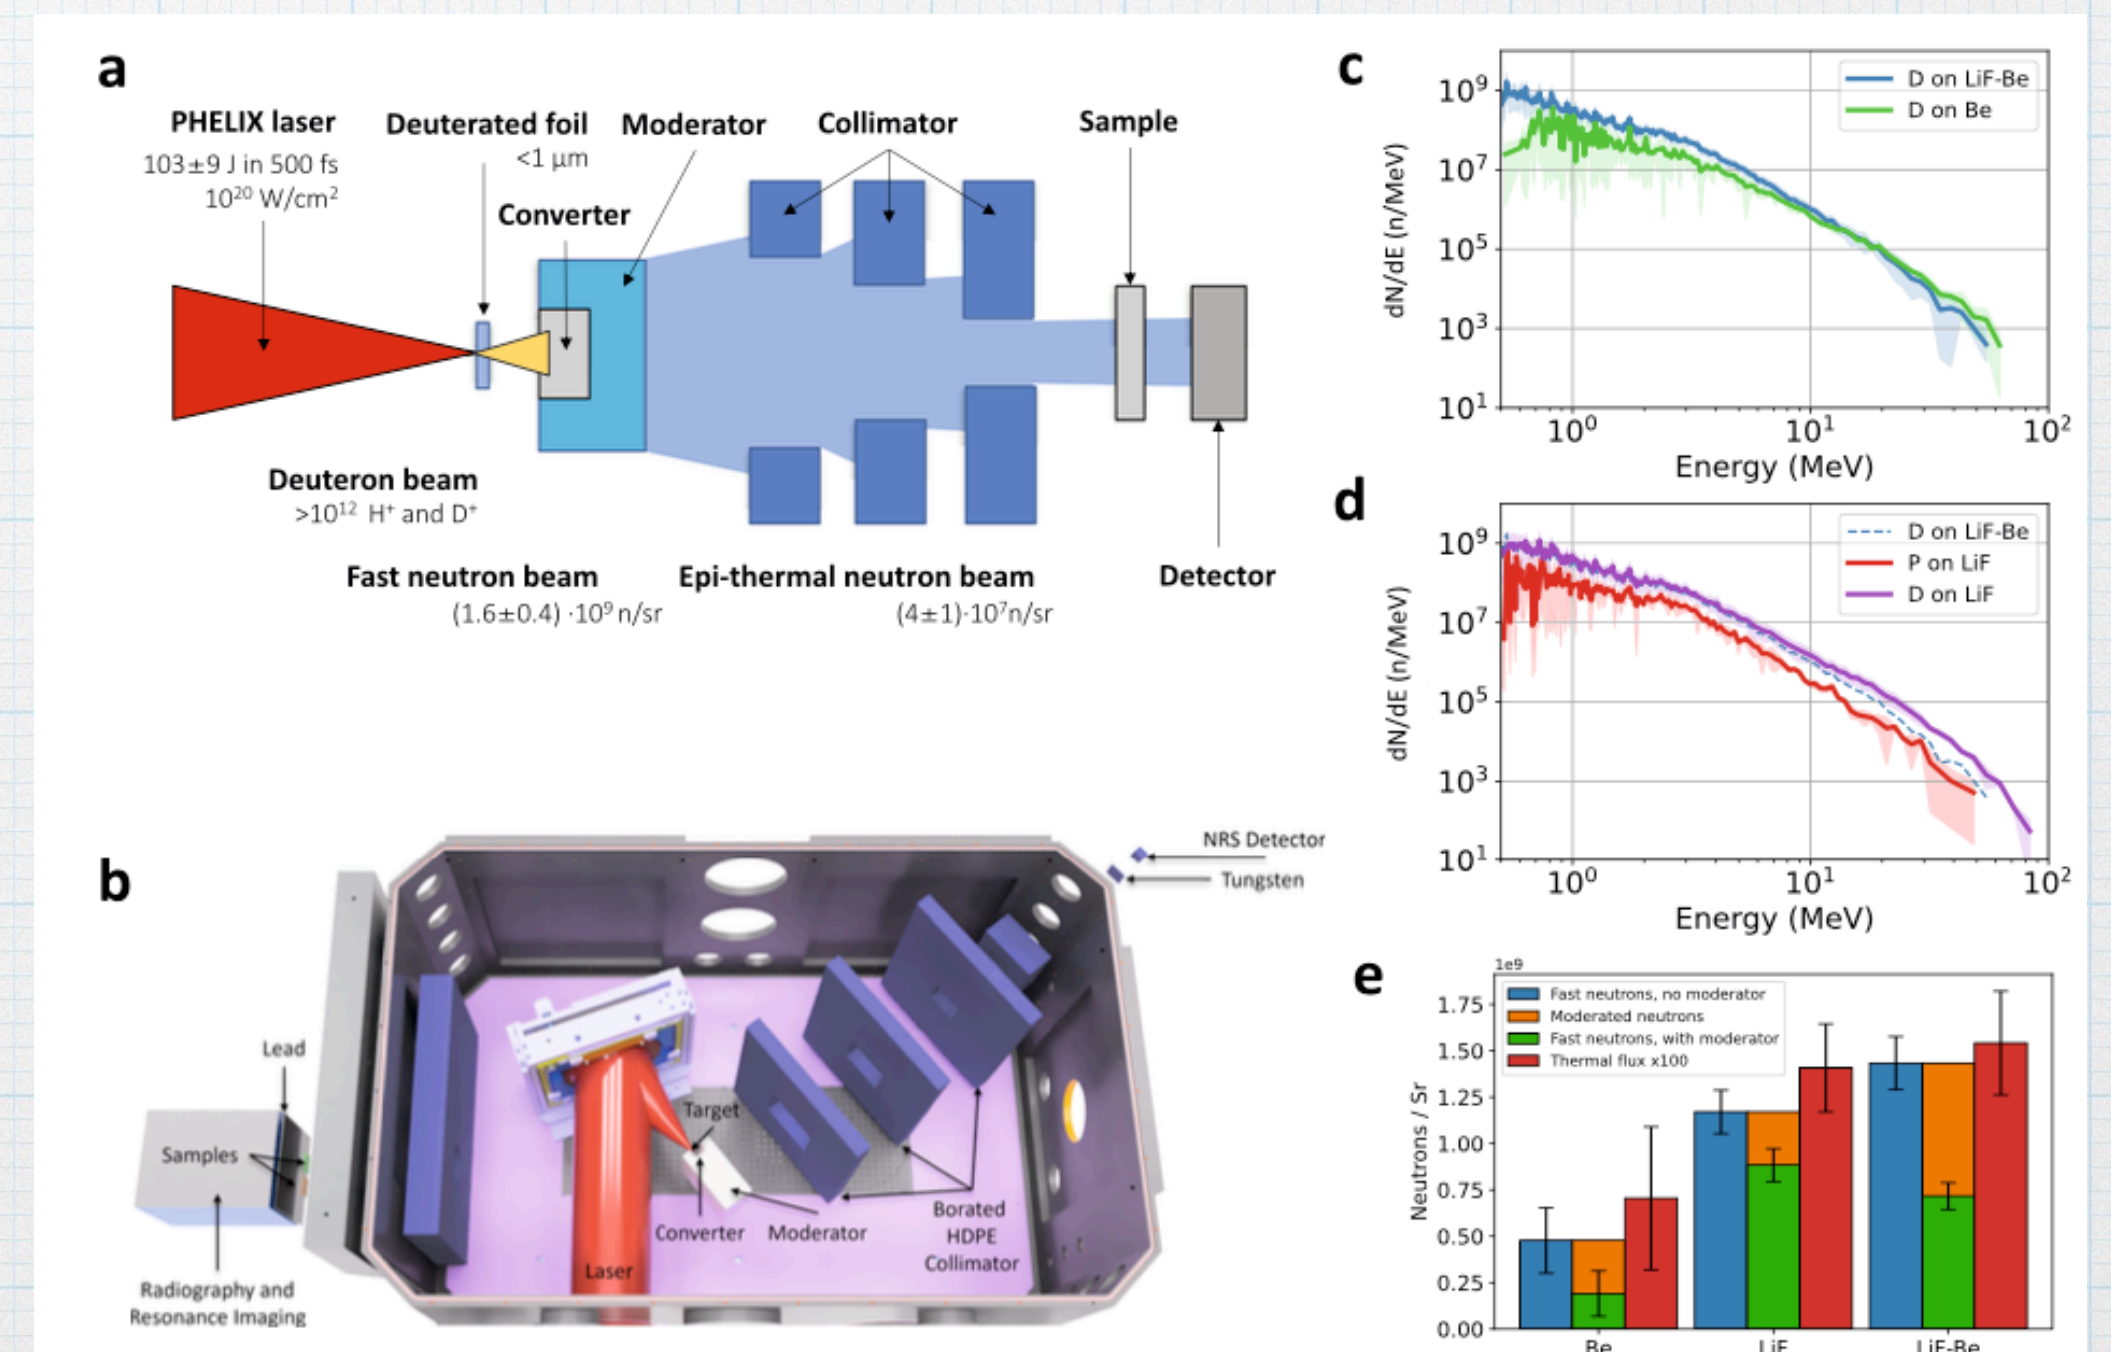 a
PHELIX laser
103±9 J in 500 fs
10²⁰ W/cm²
Deuterated foil
<1 µm
Moderator
Collimator
Sample
Converter
Deuteron beam
>10¹² H⁺ and D⁺
Fast neutron beam
(1.6±0.4) ·10⁹ n/sr
Epi-thermal neutron beam
(4±1)·10⁷n/sr
Detector
b
NRS Detector
Tungsten
Lead
Samples
Target
Converter
Moderator
Borated
HDPE
Collimator
Laser
Radiography and
Resonance Imaging
c
D on LiF-Be
D on Be
dN/dE (n/MeV)
10⁹
10⁷
10⁵
10³
10¹
10⁰ 10¹ 10²
Energy (MeV)
d
D on LiF-Be
P on LiF
D on LiF
dN/dE (n/MeV)
10⁹
10⁷
10⁵
10³
10¹
10⁰ 10¹ 10²
Energy (MeV)
e
1e9
Fast neutrons, no moderator
Moderated neutrons
Fast neutrons, with moderator
Thermal flux x100
Neutrons / Sr
1.75
1.50
1.25
1.00
0.75
0.50
0.25
0.00
Be LiF LiF-Be